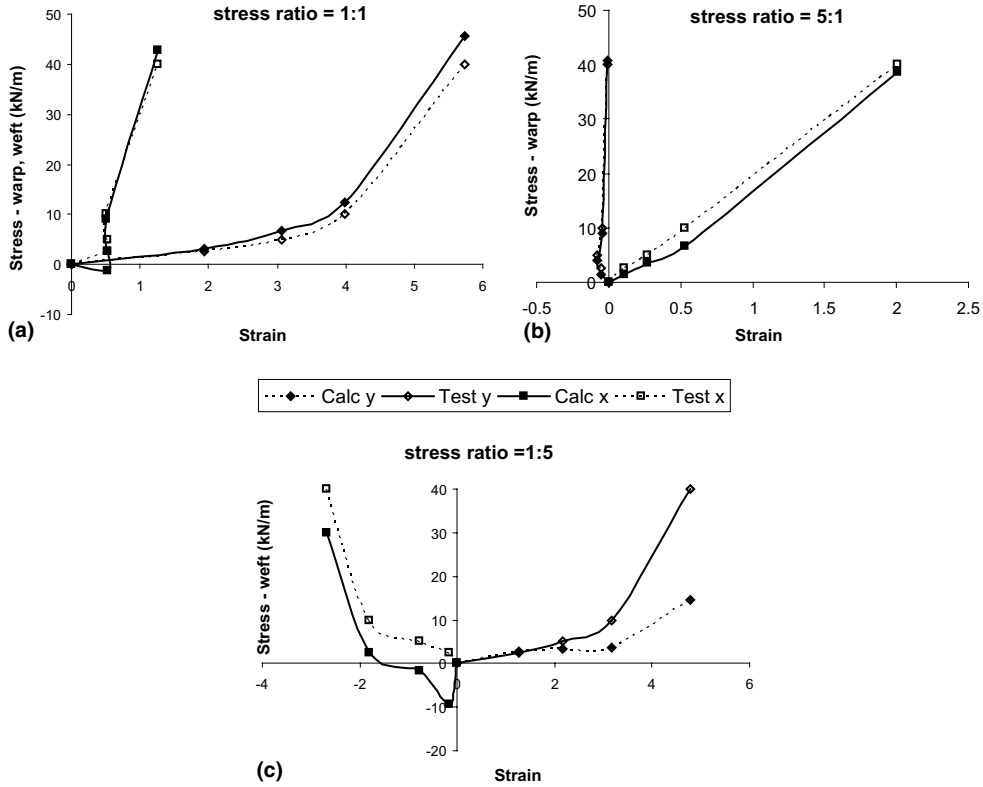 stress ratio = 1:1
Stress - warp, weft (kN/m)
50
40
30
20
10
0
-10
0
1
2
3
4
5
6
(a)
Strain
stress ratio = 5:1
Stress - warp (kN/m)
50
40
30
20
10
0
-0.5
0
0.5
1
1.5
2
2.5
(b)
Strain
Calc y
Test y
Calc x
Test x
stress ratio =1:5
Stress - weft (kN/m)
40
30
20
10
0
-10
-20
-4
-2
0
2
4
6
(c)
Strain